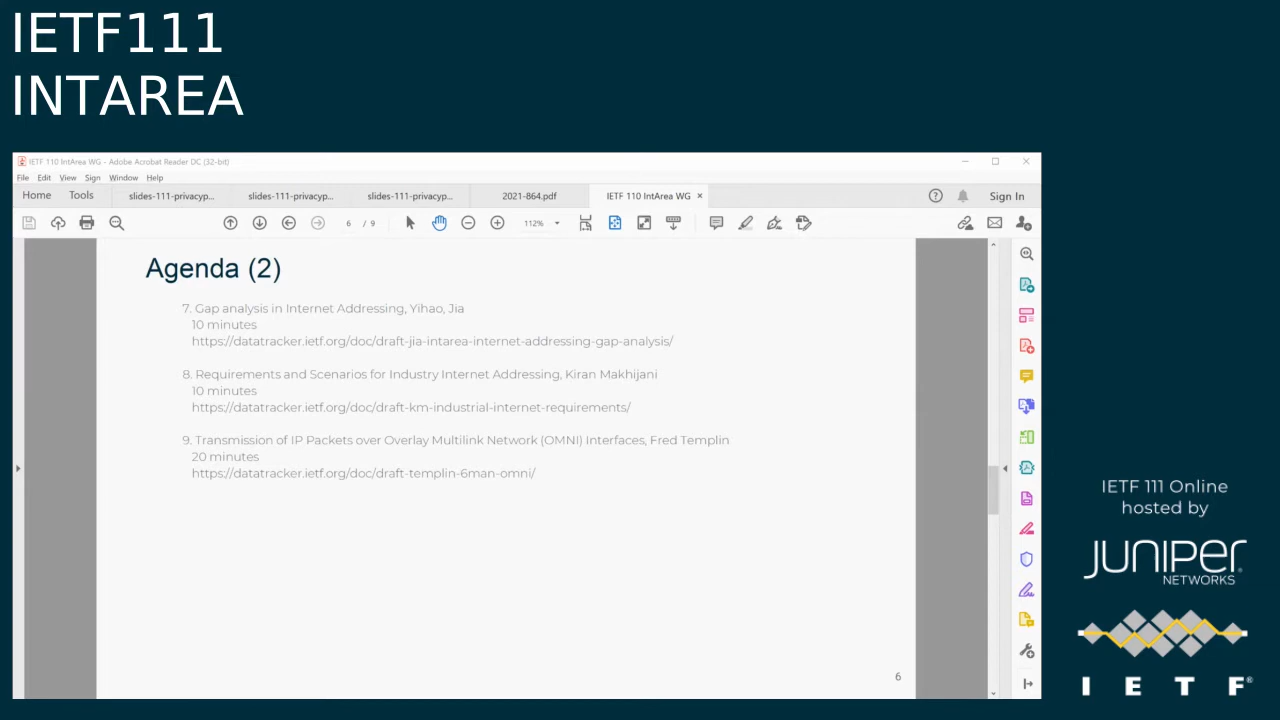 IETF111
INTAREA
IETF 110 IntArea WG - Adobe Acrobat Reader DC (32-bit)
File Edit View Sign Window Help
Home Tools slides-111-privacyp... slides-111-privacyp... slides-111-privacyp... 2021-864.pdf IETF 110 IntArea WG × Sign In
6 / 9 112%
Agenda (2)
7. Gap analysis in Internet Addressing, Yihao, Jia
10 minutes
https://datatracker.ietf.org/doc/draft-jia-intarea-internet-addressing-gap-analysis/
8. Requirements and Scenarios for Industry Internet Addressing, Kiran Makhijani
10 minutes
https://datatracker.ietf.org/doc/draft-km-industrial-internet-requirements/
9. Transmission of IP Packets over Overlay Multilink Network (OMNI) Interfaces, Fred Templin
20 minutes
https://datatracker.ietf.org/doc/draft-templin-6man-omni/
6
IETF 111 Online
hosted by
JUNIPER
NETWORKS
I E T F®